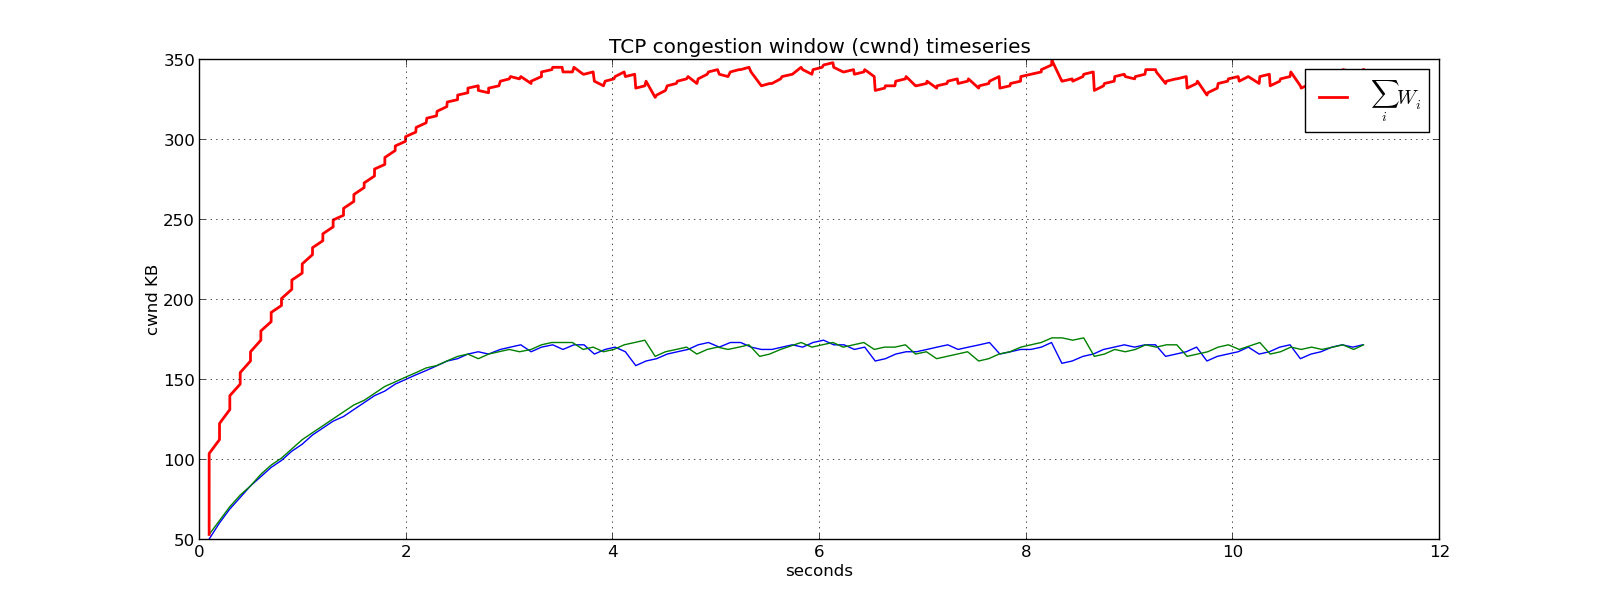 TCP congestion window (cwnd) timeseries
350
300
250
200
150
100
50
cwnd KB
∑
i
W_i
0 2 4 6 8 10 12
seconds